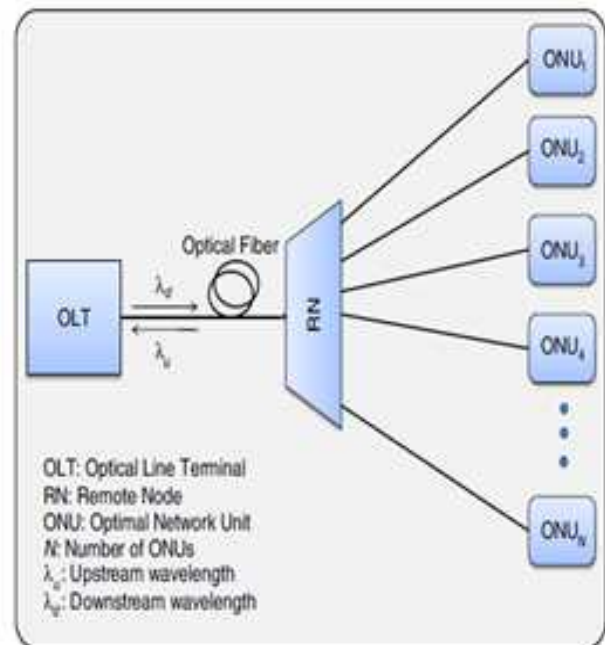 ONU₁
ONU₂
Optical Fiber
ONU₃
λd
OLT
RN
λu
ONU₄
OLT: Optical Line Terminal
RN: Remote Node
ONU: Optimal Network Unit
N: Number of ONUs
ONU_N
λu: Upstream wavelength
λd: Downstream wavelength